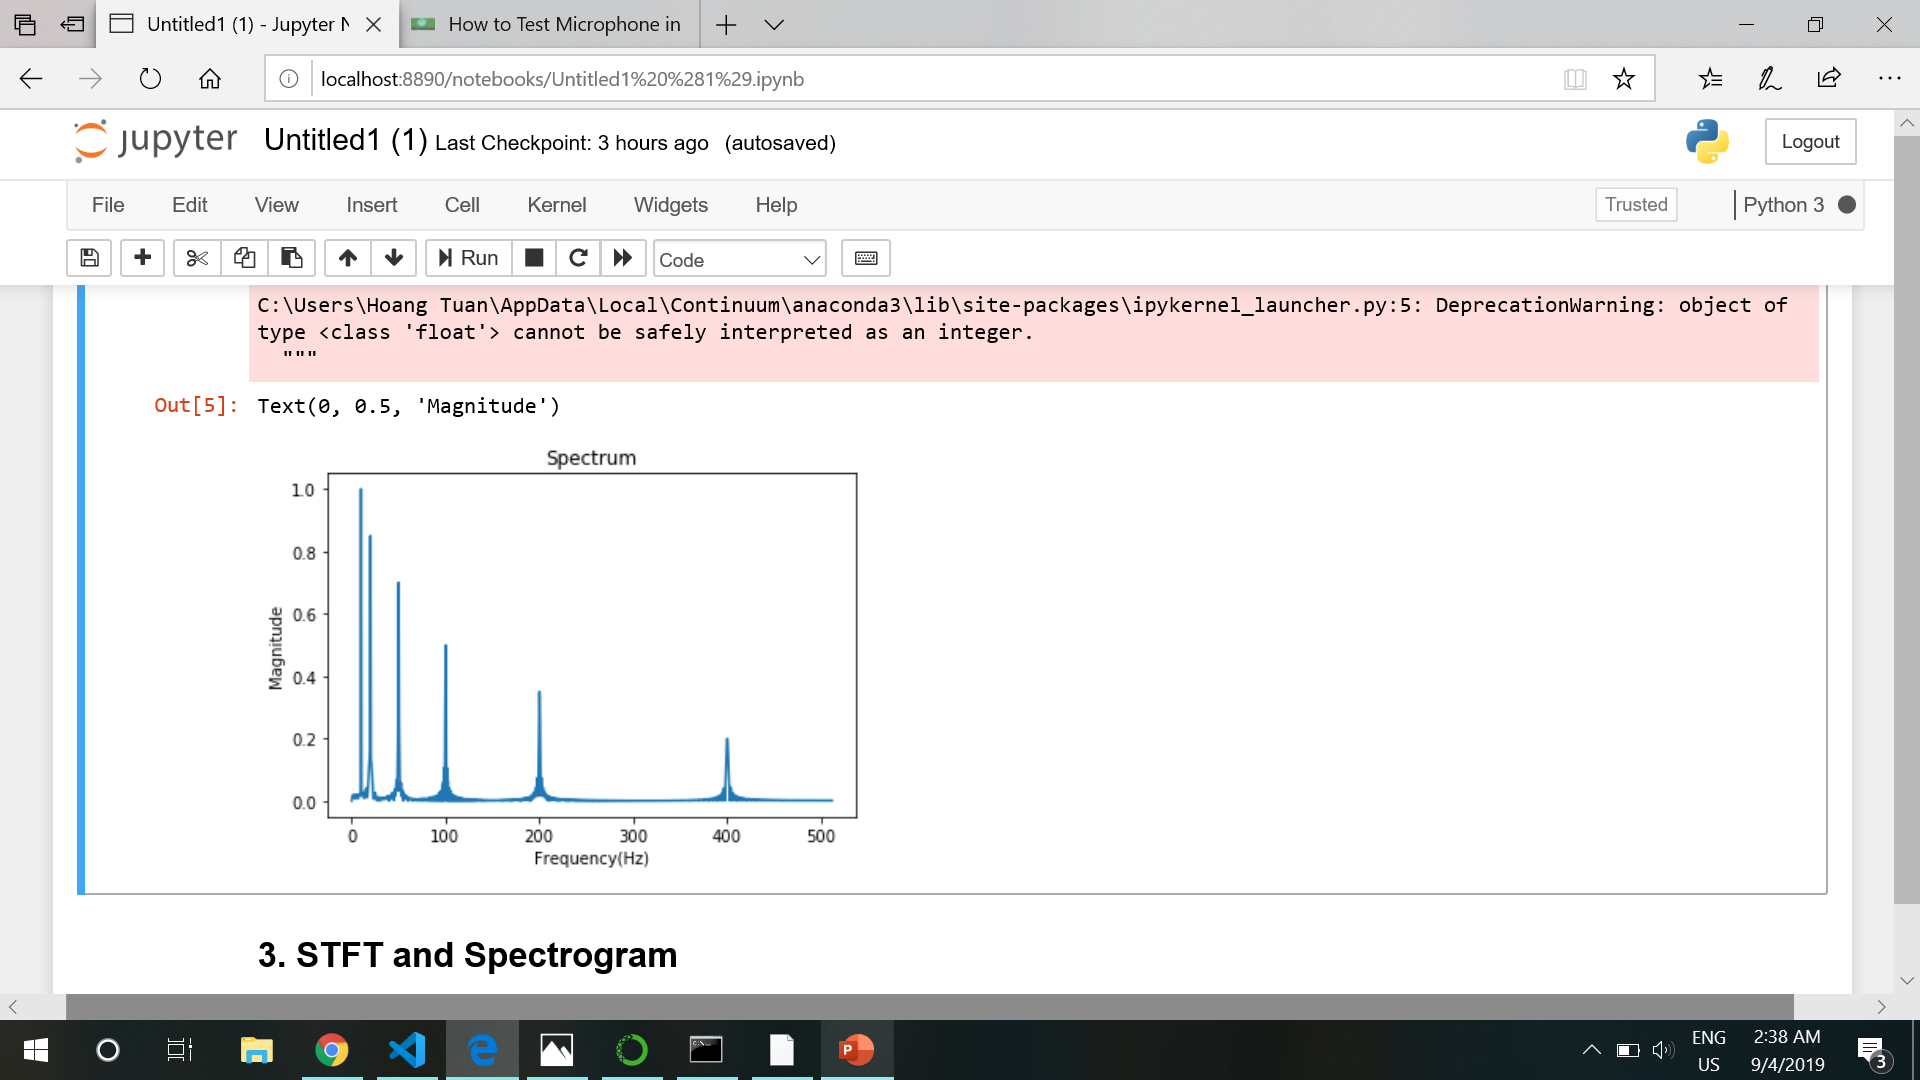 Untitled1 (1) - Jupyter N
How to Test Microphone in
localhost:8890/notebooks/Untitled1%20%281%29.ipynb
jupyter Untitled1 (1) Last Checkpoint: 3 hours ago (autosaved)
Logout
File Edit View Insert Cell Kernel Widgets Help
Trusted
Python 3
Run
Code
C:\Users\Hoang Tuan\AppData\Local\Continuum\anaconda3\lib\site-packages\ipykernel_launcher.py:5: DeprecationWarning: object of
type <class 'float'> cannot be safely interpreted as an integer.
"""
Out[5]: Text(0, 0.5, 'Magnitude')
Spectrum
1.0
0.8
0.6
0.4
0.2
0.0
Magnitude
0 100 200 300 400 500
Frequency(Hz)
3. STFT and Spectrogram
ENG
US
2:38 AM
9/4/2019
3